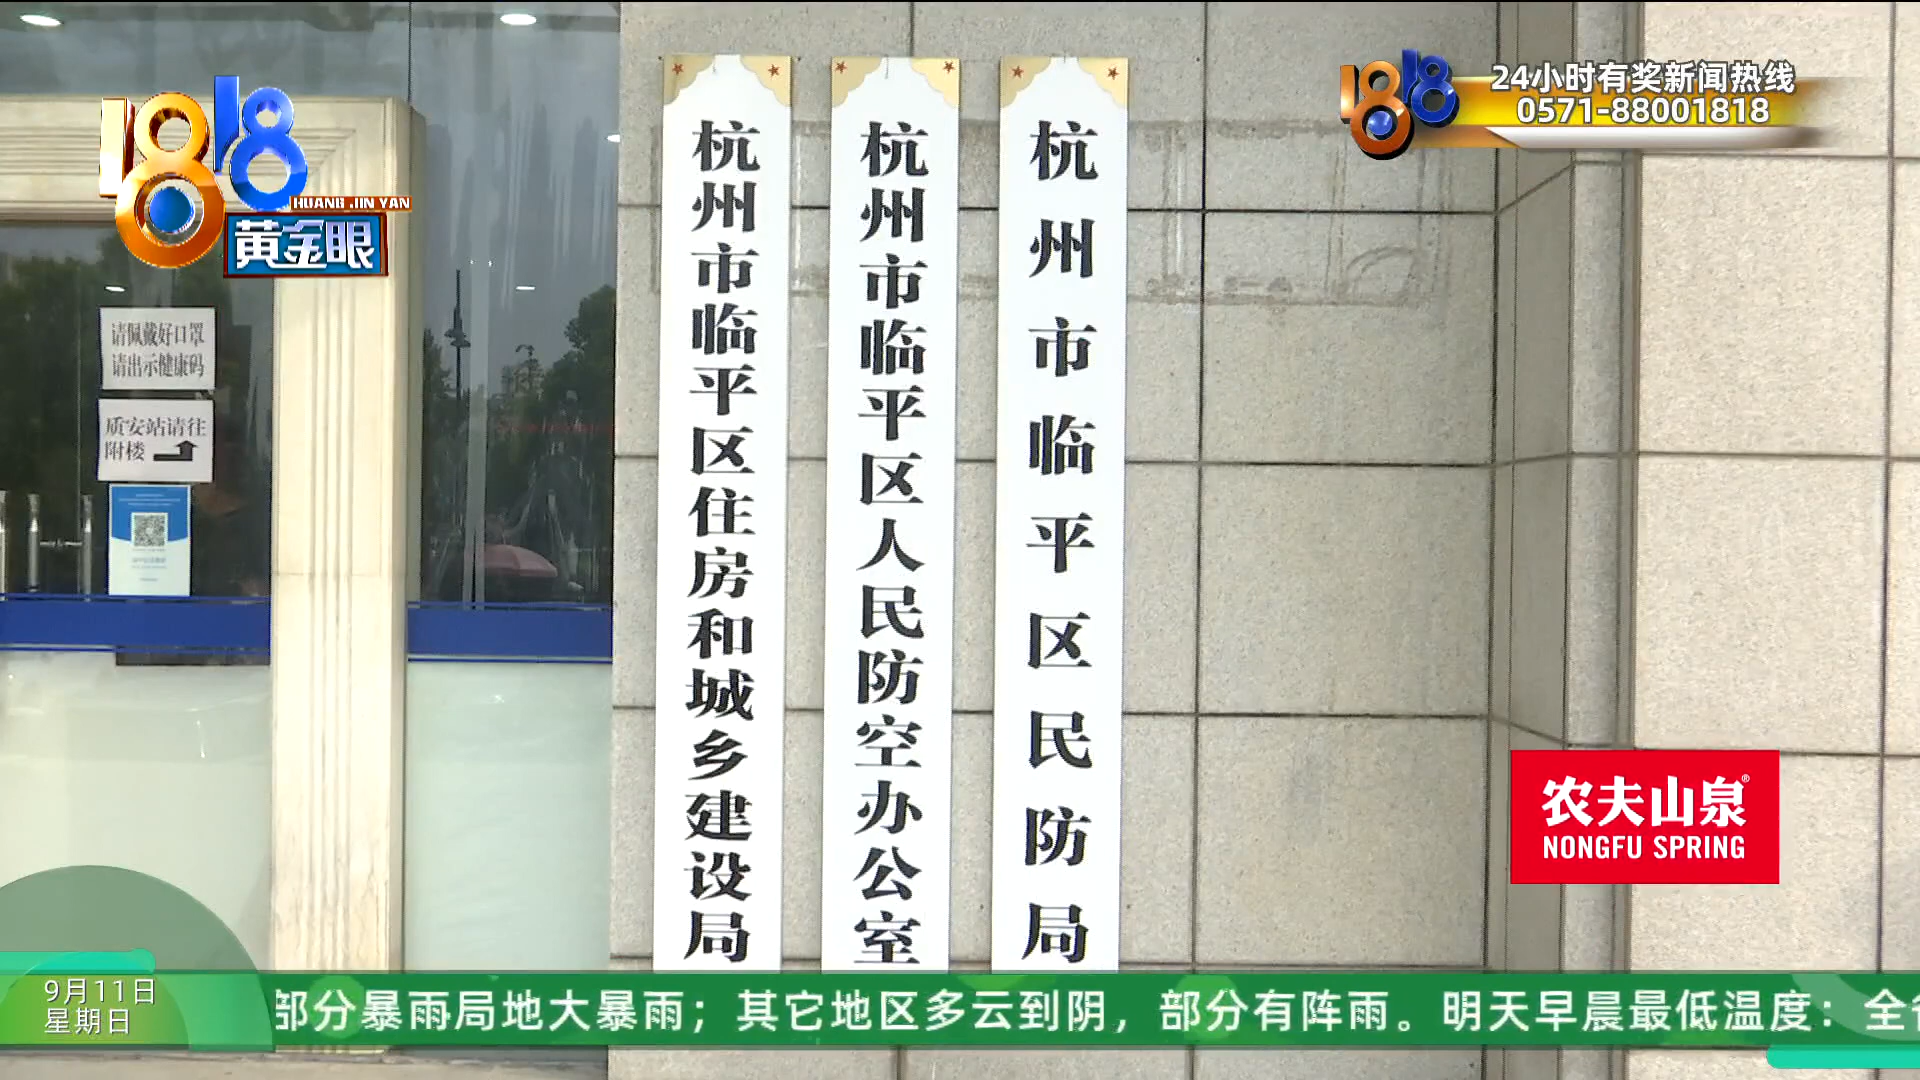 1818
HUANG JIN YAN
黄金眼
1818
24小时有奖新闻热线
0571-88001818
请佩戴好口罩
请出示健康码
质安站请往
附楼
杭州市临平区住房和城乡建设局
杭州市临平区人民防空办公室
杭州市临平区民防局
农夫山泉®
NONGFU SPRING
9月11日
星期日
部分暴雨局地大暴雨；其它地区多云到阴，部分有阵雨。明天早晨最低温度：全